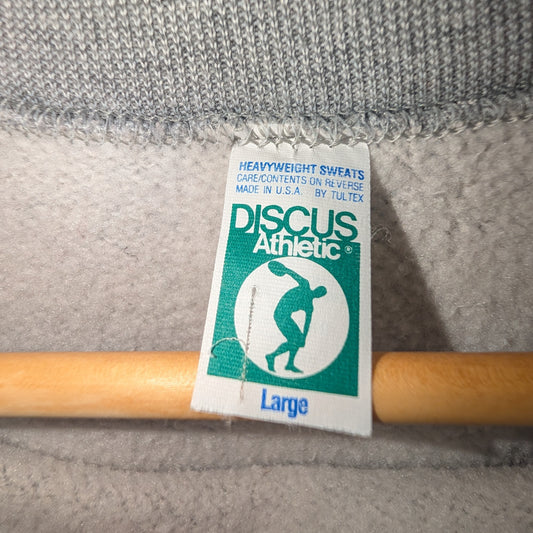 HEAVYWEIGHT SWEATS
CARE/CONTENTS ON REVERSE
MADE IN U.S.A. BY TULTEX
DISCUS
Athletic®
Large